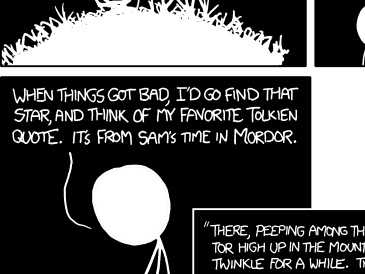 WHEN THINGS GOT BAD, I'D GO FIND THAT
STAR, AND THINK OF MY FAVORITE TOLKIEN
QUOTE. IT'S FROM SAM'S TIME IN MORDOR.
"THERE, PEEPING AMONG TH
TOR HIGH UP IN THE MOUNT
TWINKLE FOR A WHILE. T